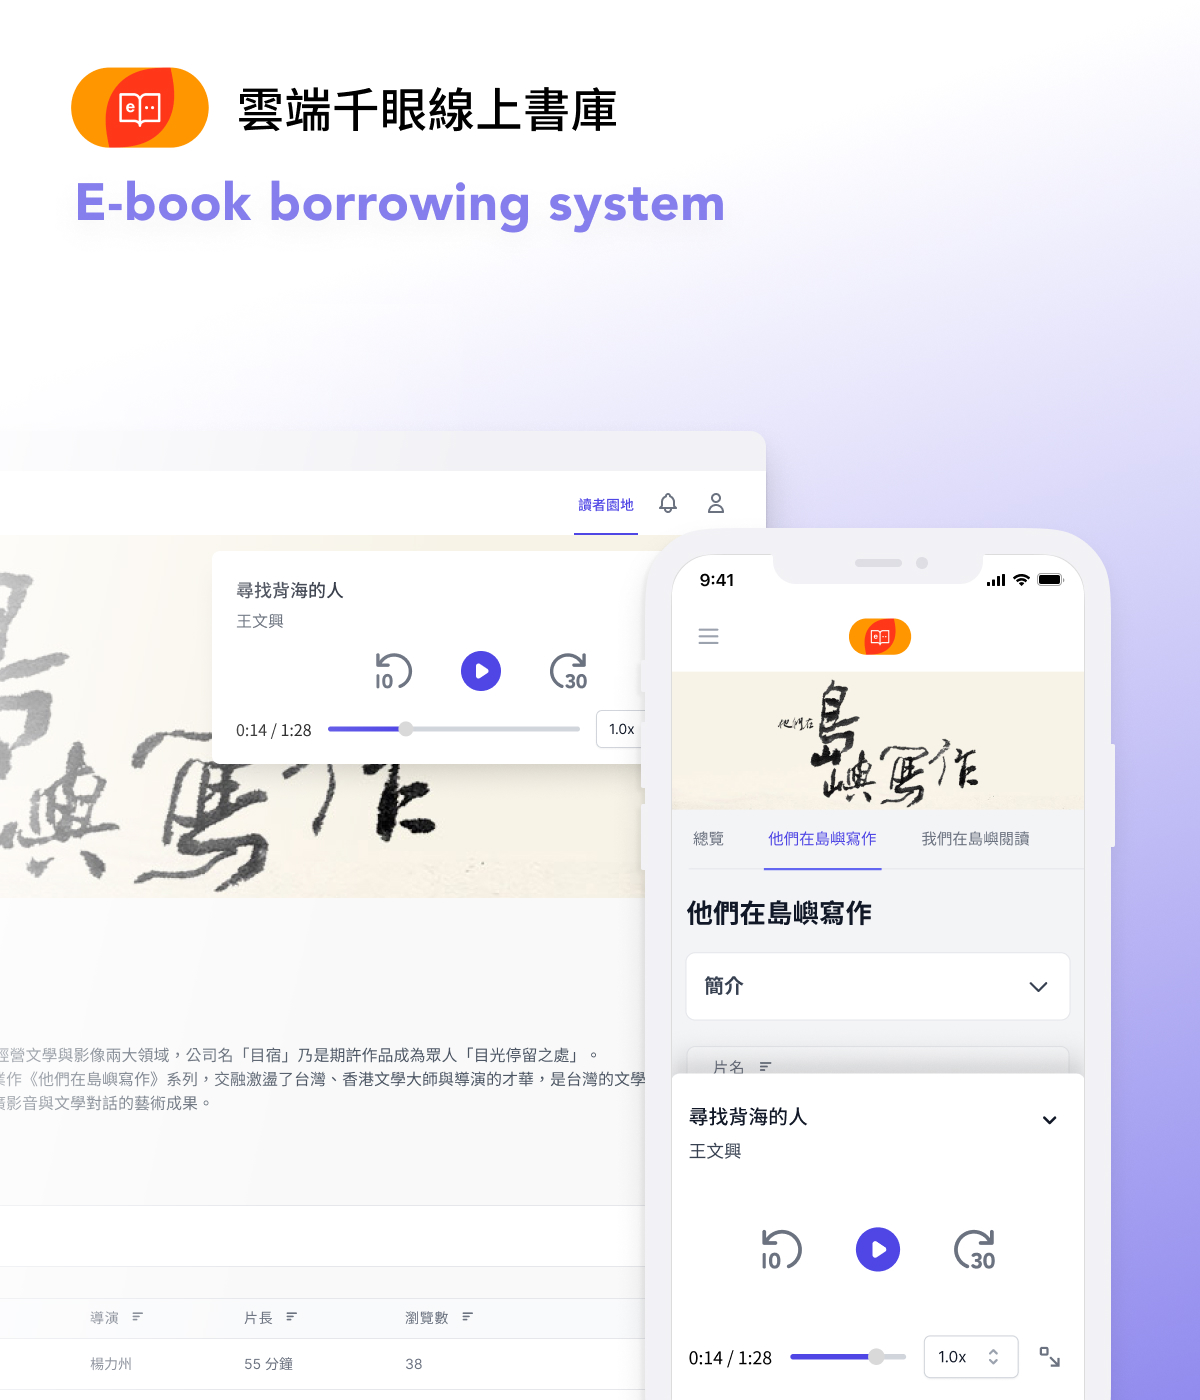 e
雲端千眼線上書庫
E-book borrowing system
讀者園地
尋找背海的人
王文興
10
30
0:14 / 1:28
1.0x
島
嶼寫作
經營文學與影像兩大領域，公司名「目宿」乃是期許作品成為眾人「目光停留之處」。
業作《他們在島嶼寫作》系列，交融激盪了台灣、香港文學大師與導演的才華，是台灣的文學
廣影音與文學對話的藝術成果。
導演
片長
瀏覽數
楊力州
55 分鐘
38
9:41
e
他們在島
嶼寫作
總覽
他們在島嶼寫作
我們在島嶼閱讀
他們在島嶼寫作
簡介
片名
尋找背海的人
王文興
10
30
0:14 / 1:28
1.0x